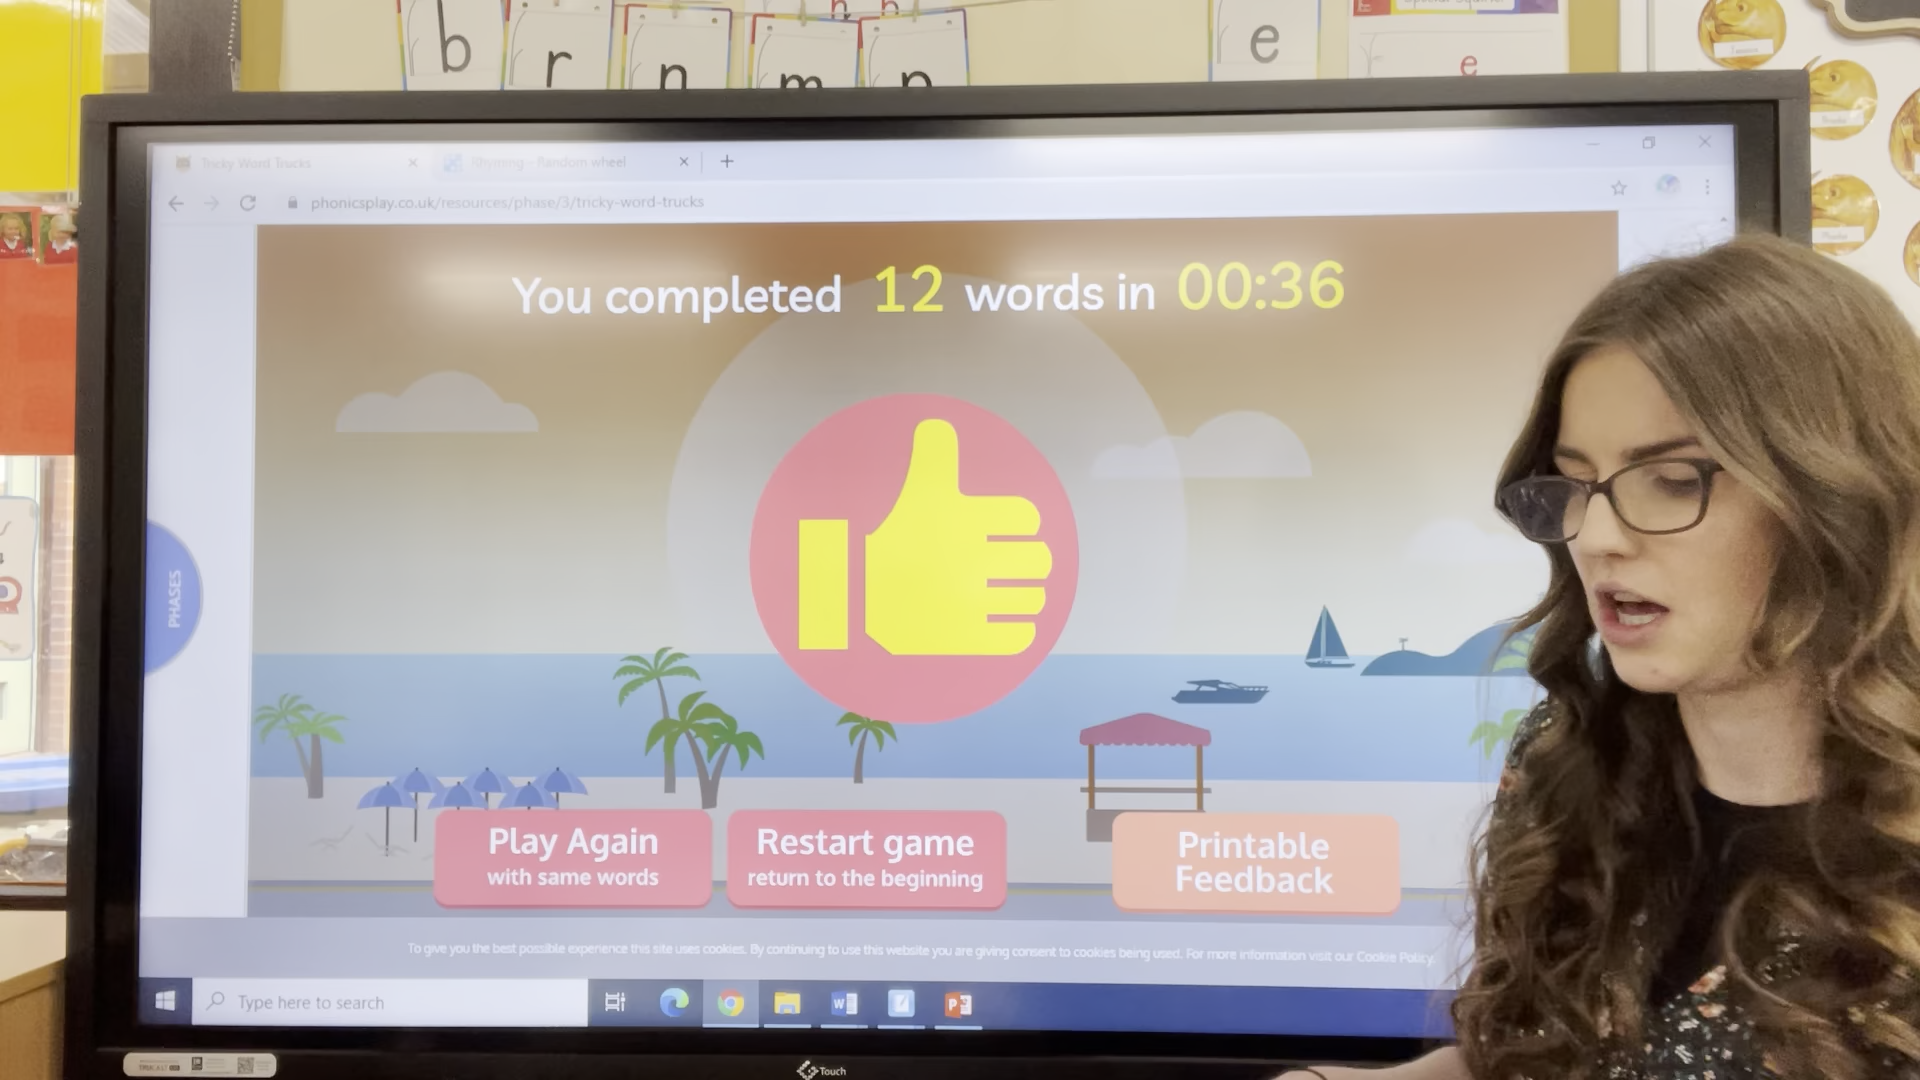 b r n m p e
e
Tricky Word Trucks
Rhyming - Random wheel
phonicsplay.co.uk/resources/phase/3/tricky-word-trucks
You completed 12 words in 00:36
PHASES
Play Again
with same words
Restart game
return to the beginning
Printable
Feedback
To give you the best possible experience this site uses cookies. By continuing to use this website you are giving consent to cookies being used. For more information visit our Cookie Policy.
Type here to search
Touch